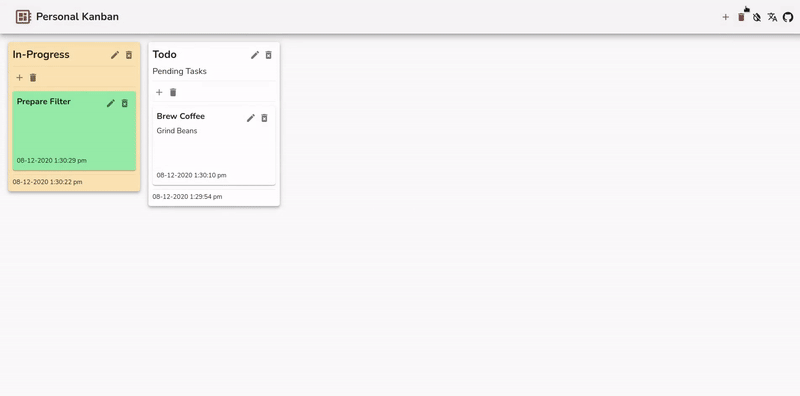 Personal Kanban
In-Progress
Prepare Filter
08-12-2020 1:30:29 pm
08-12-2020 1:30:22 pm
Todo
Pending Tasks
Brew Coffee
Grind Beans
08-12-2020 1:30:10 pm
08-12-2020 1:29:54 pm